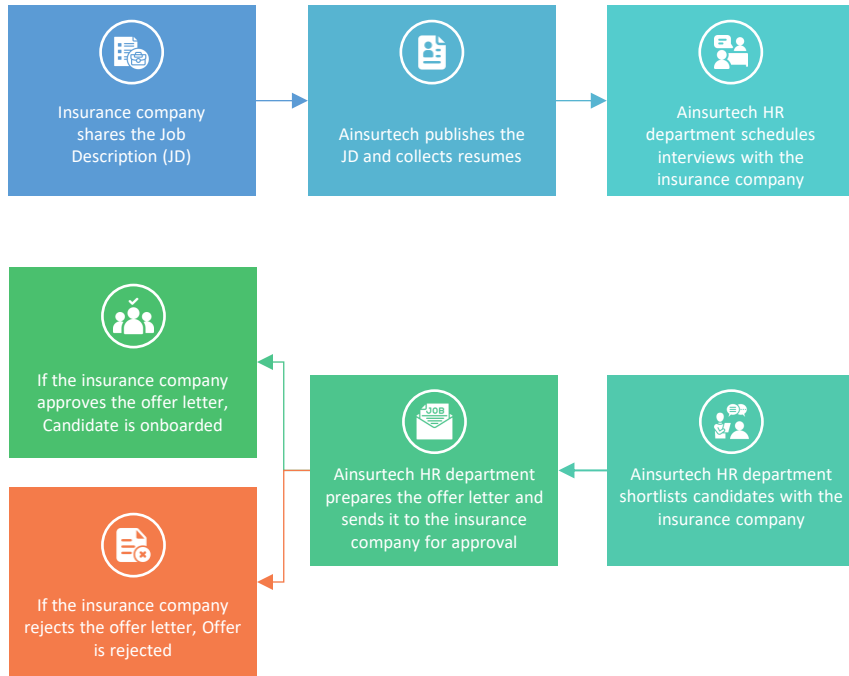 Insurance company
shares the Job
Description (JD)
Ainsurtech publishes the
JD and collects resumes
Ainsurtech HR
department schedules
interviews with the
insurance company
If the insurance company
approves the offer letter,
Candidate is onboarded
JOB
Ainsurtech HR department
prepares the offer letter and
sends it to the insurance
company for approval
Ainsurtech HR department
shortlists candidates with the
insurance company
If the insurance company
rejects the offer letter, Offer
is rejected